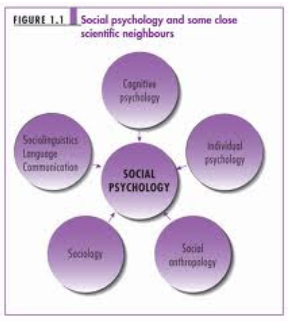 FIGURE 1.1 Social psychology and some close
scientific neighbours
Cognitive
psychology
Sociolinguistics
Language
Communication
Individual
psychology
SOCIAL
PSYCHOLOGY
Sociology
Social
anthropology